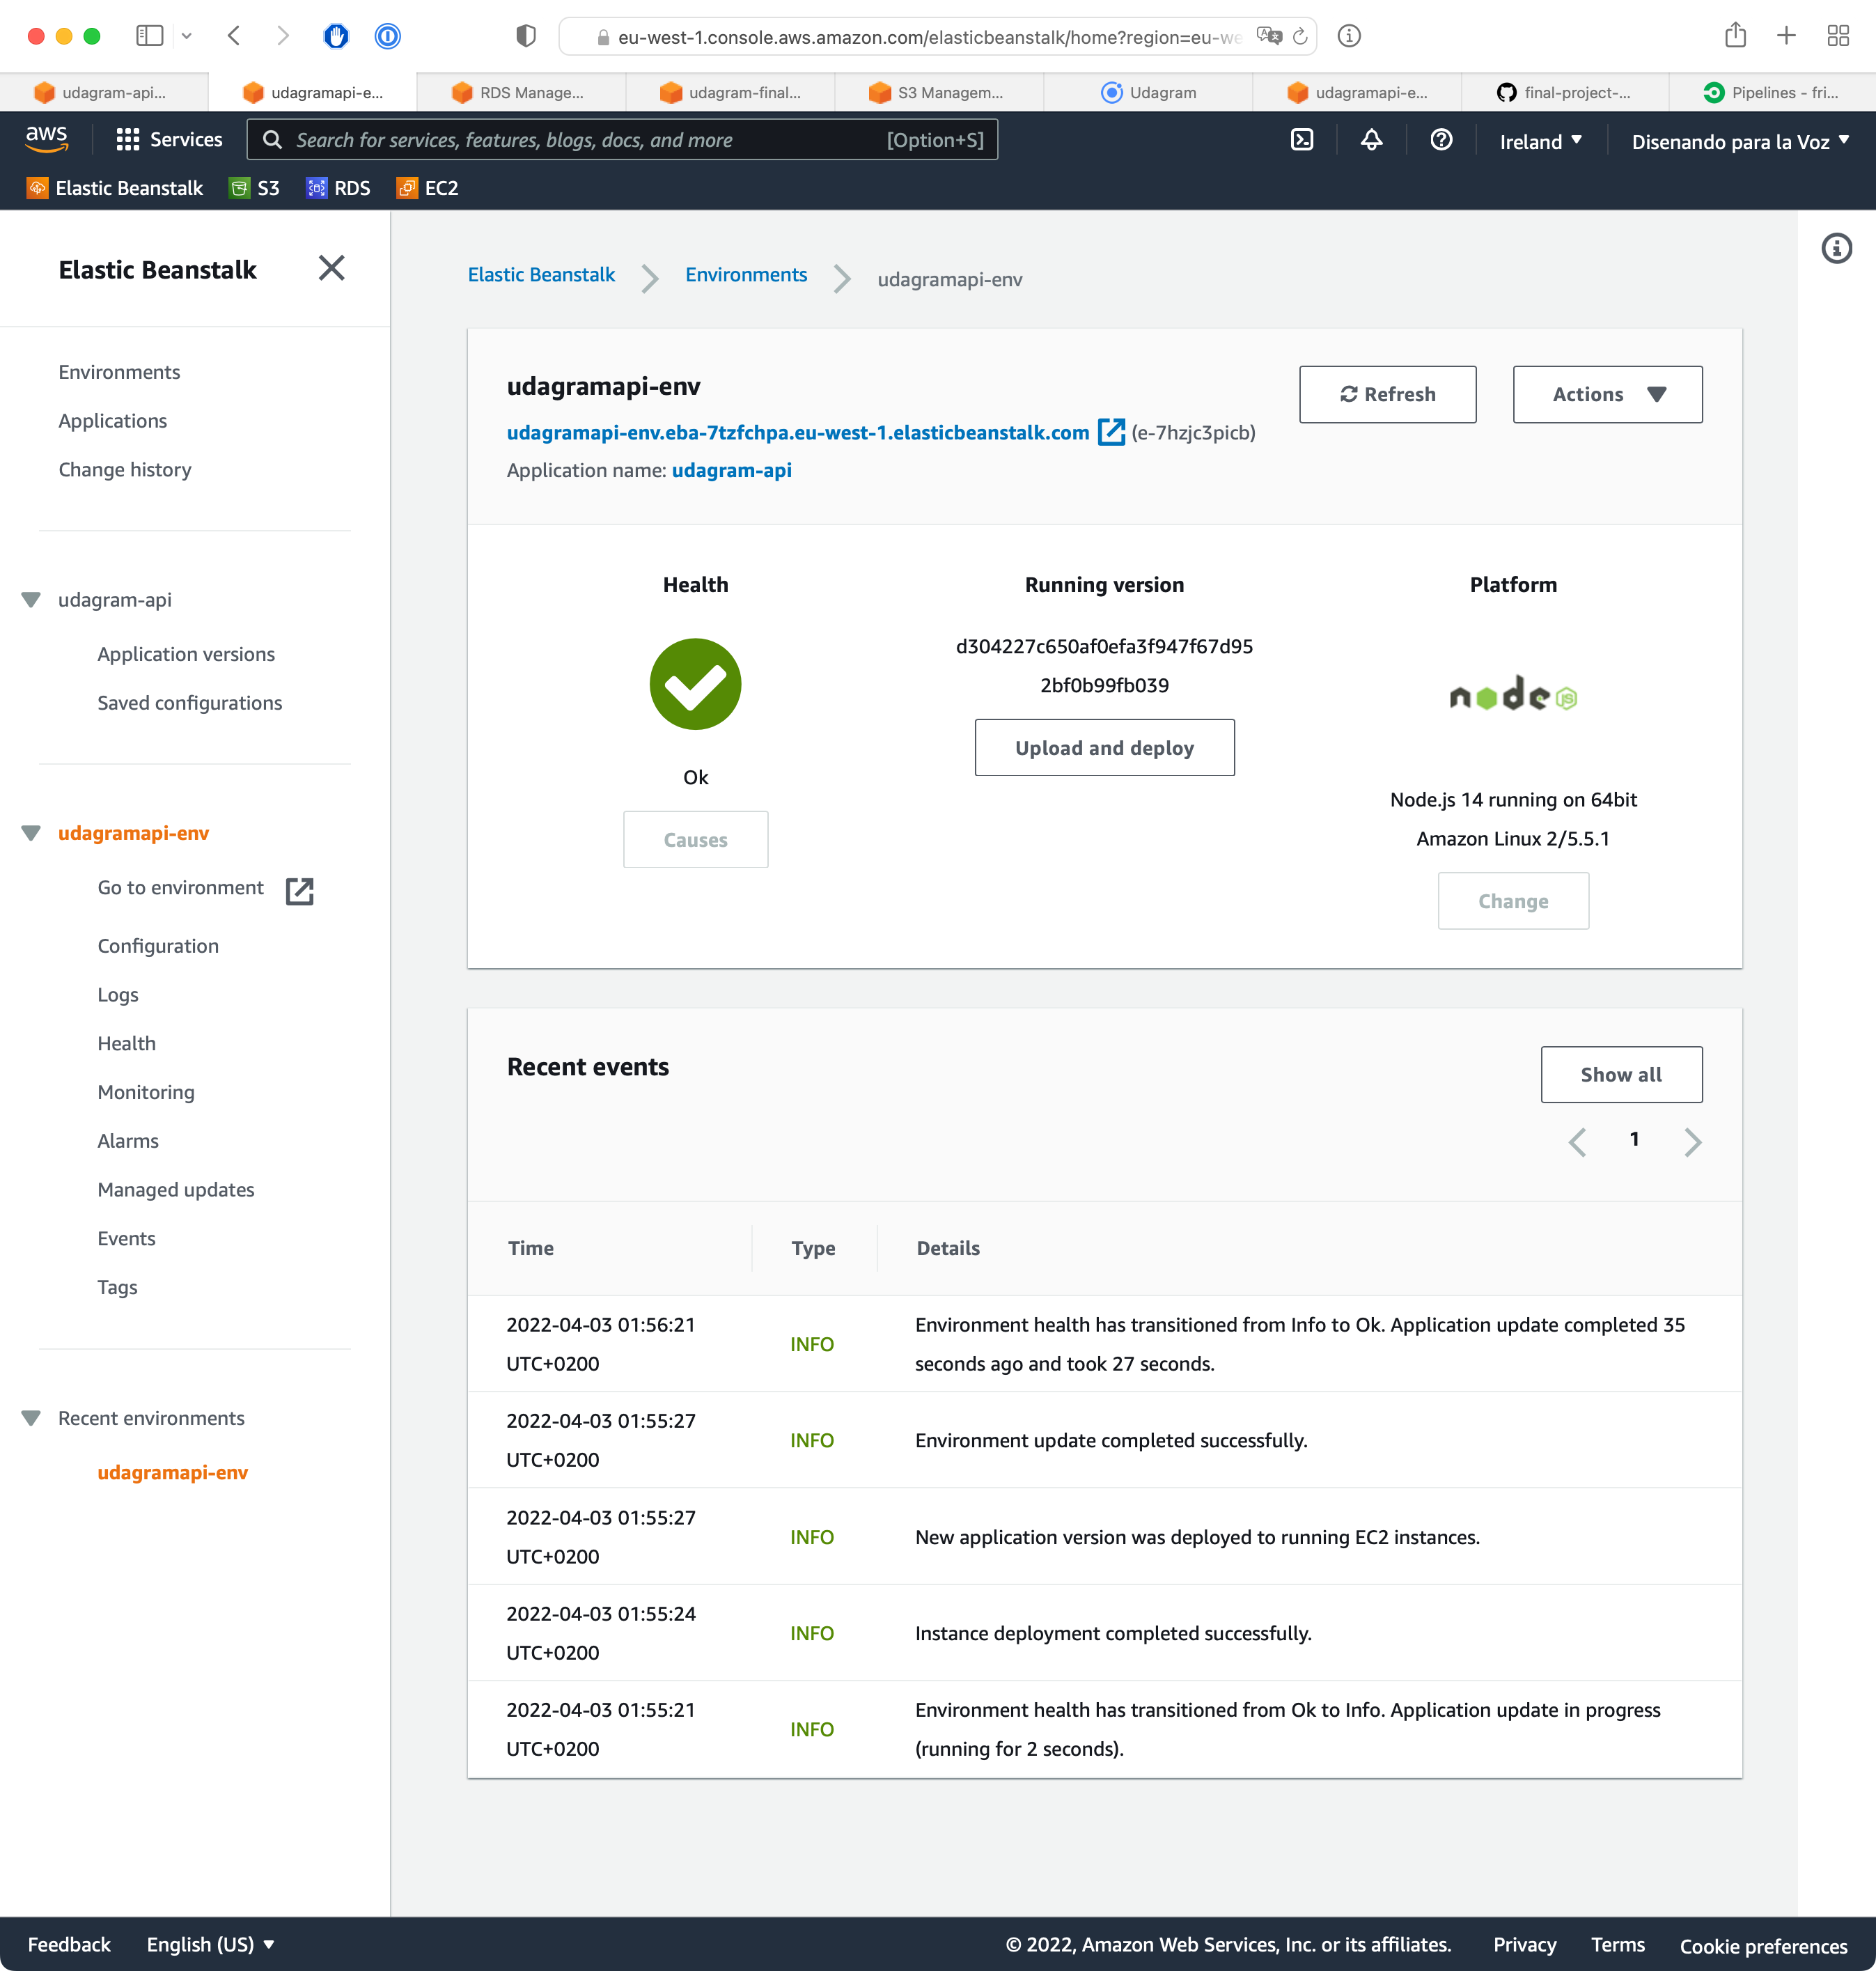 eu-west-1.console.aws.amazon.com/elasticbeanstalk/home?region=eu-we
udagram-api...
udagramapi-e...
RDS Manage...
udagram-final...
S3 Managem...
Udagram
udagramapi-e...
final-project-...
Pipelines - fri...
aws
Services
Search for services, features, blogs, docs, and more
[Option+S]
Ireland
Disenando para la Voz
Elastic Beanstalk
S3
RDS
EC2
Elastic Beanstalk
Environments
Applications
Change history
udagram-api
Application versions
Saved configurations
udagramapi-env
Go to environment
Configuration
Logs
Health
Monitoring
Alarms
Managed updates
Events
Tags
Recent environments
udagramapi-env
Elastic Beanstalk
Environments
udagramapi-env
udagramapi-env
udagramapi-env.eba-7tzfchpa.eu-west-1.elasticbeanstalk.com (e-7hzjc3picb)
Application name: udagram-api
Refresh
Actions
Health
Ok
Causes
Running version
d304227c650af0efa3f947f67d95
2bf0b99fb039
Upload and deploy
Platform
node JS
Node.js 14 running on 64bit
Amazon Linux 2/5.5.1
Change
Recent events
Show all
1
Time
Type
Details
2022-04-03 01:56:21
UTC+0200
INFO
Environment health has transitioned from Info to Ok. Application update completed 35
seconds ago and took 27 seconds.
2022-04-03 01:55:27
UTC+0200
INFO
Environment update completed successfully.
2022-04-03 01:55:27
UTC+0200
INFO
New application version was deployed to running EC2 instances.
2022-04-03 01:55:24
UTC+0200
INFO
Instance deployment completed successfully.
2022-04-03 01:55:21
UTC+0200
INFO
Environment health has transitioned from Ok to Info. Application update in progress
(running for 2 seconds).
Feedback
English (US)
© 2022, Amazon Web Services, Inc. or its affiliates.
Privacy
Terms
Cookie preferences